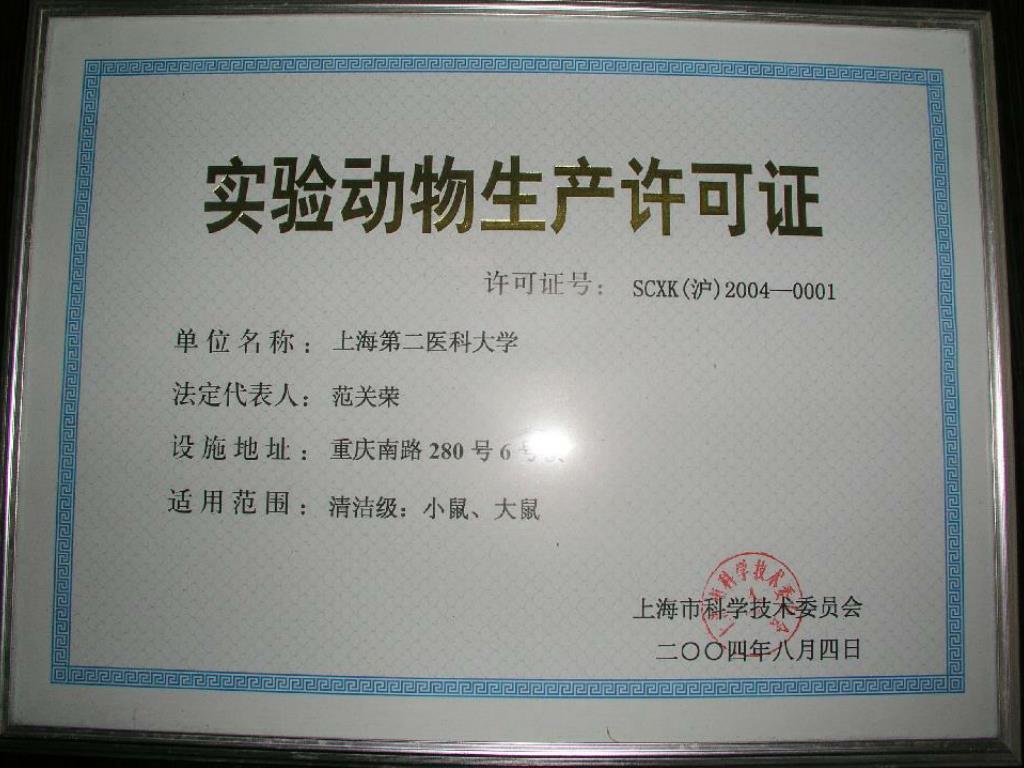 实验动物生产许可证
许可证号： SCXK(沪)2004—0001
单位名称： 上海第二医科大学
法定代表人： 范关荣
设施地址： 重庆南路 280 号 6 号
适用范围： 清洁级：小鼠、大鼠
上海市科学技术委员会
二〇〇四年八月四日